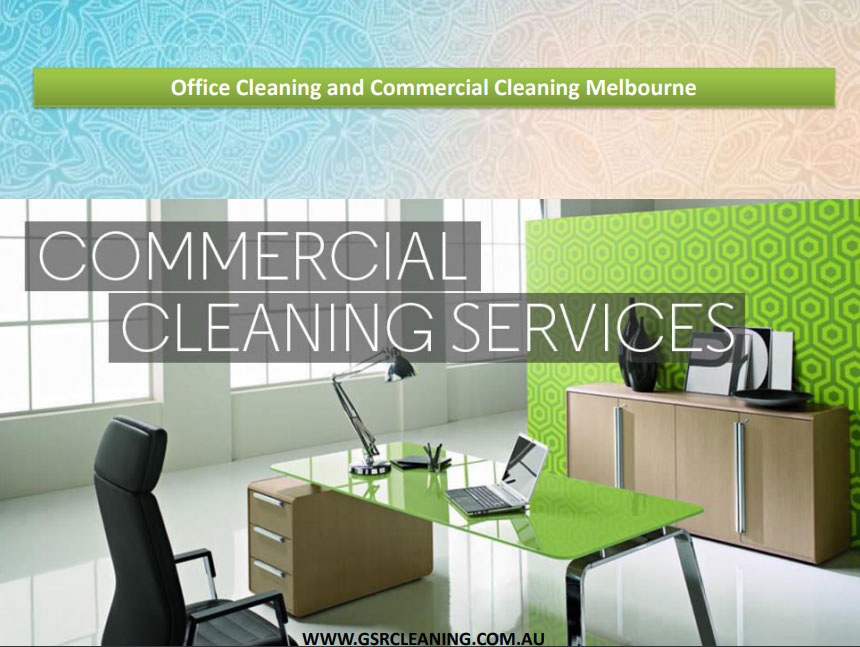 Office Cleaning and Commercial Cleaning Melbourne
COMMERCIAL
CLEANING SERVICES
WWW.GSRCLEANING.COM.AU